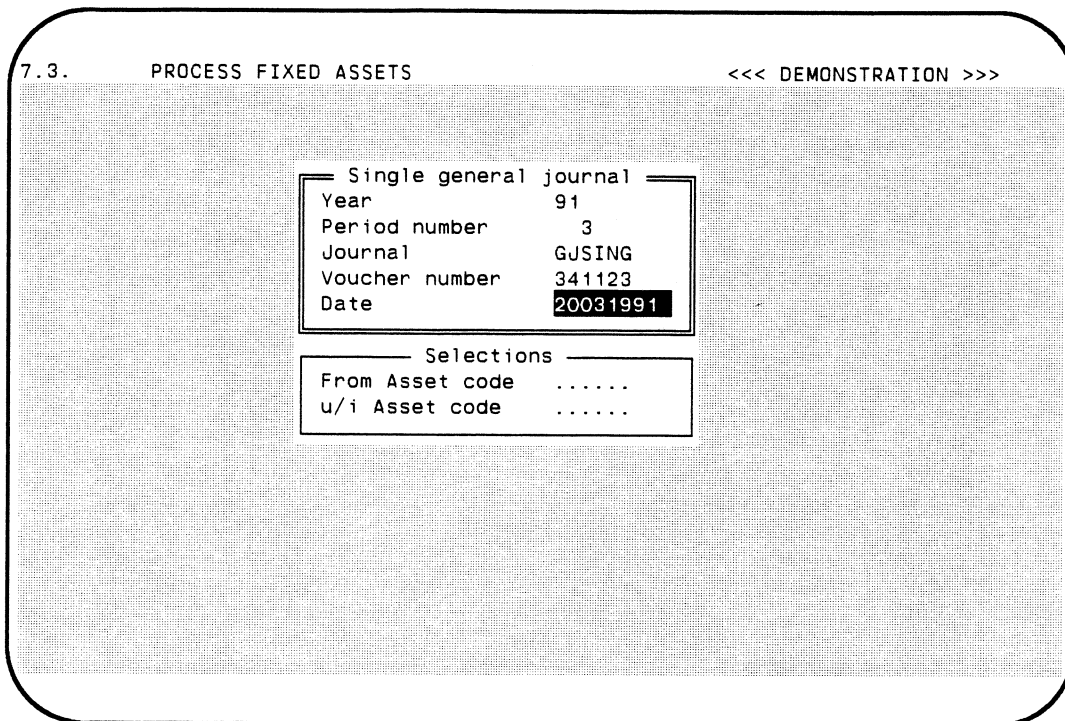 7.3. PROCESS FIXED ASSETS <<< DEMONSTRATION >>>
Single general journal
Year 91
Period number 3
Journal GJSING
Voucher number 341123
Date 20031991
Selections
From Asset code ......
u/i Asset code ......